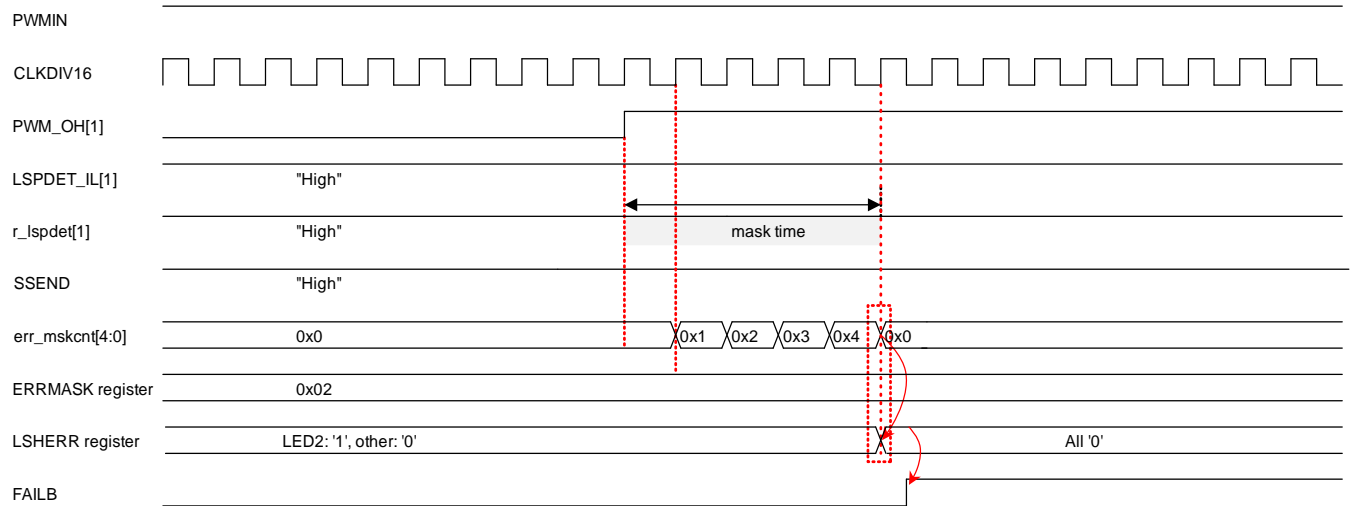 PWMIN
CLKDIV16
PWM_OH[1]
LSPDET_IL[1] "High"
r_lspdet[1] "High" mask time
SSEND "High"
err_mskcnt[4:0] 0x0 0x1 0x2 0x3 0x4 0x0
ERRMASK register 0x02
LSHERR register LED2: '1', other: '0' All '0'
FAILB